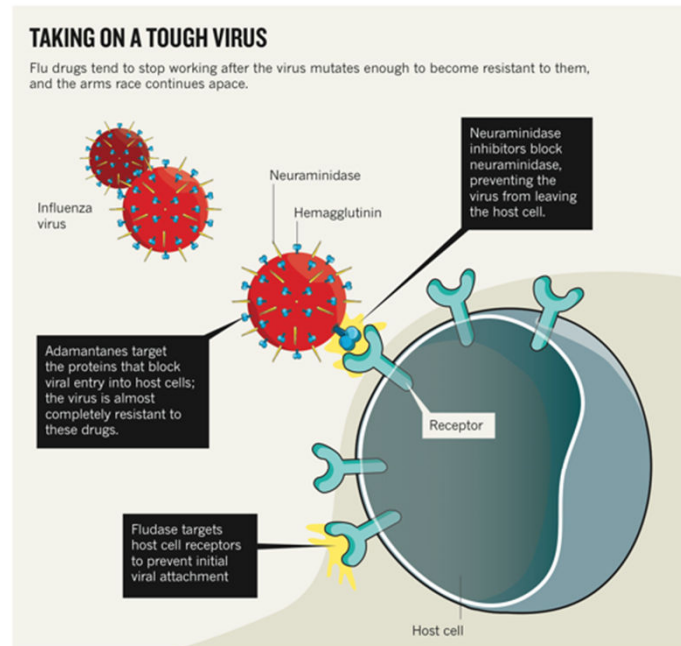 TAKING ON A TOUGH VIRUS
Flu drugs tend to stop working after the virus mutates enough to become resistant to them,
and the arms race continues apace.
Neuraminidase
inhibitors block
neuraminidase,
preventing the
virus from leaving
the host cell.
Neuraminidase
Hemagglutinin
Influenza
virus
Adamantanes target
the proteins that block
viral entry into host cells;
the virus is almost
completely resistant to
these drugs.
Receptor
Fludase targets
host cell receptors
to prevent initial
viral attachment
Host cell